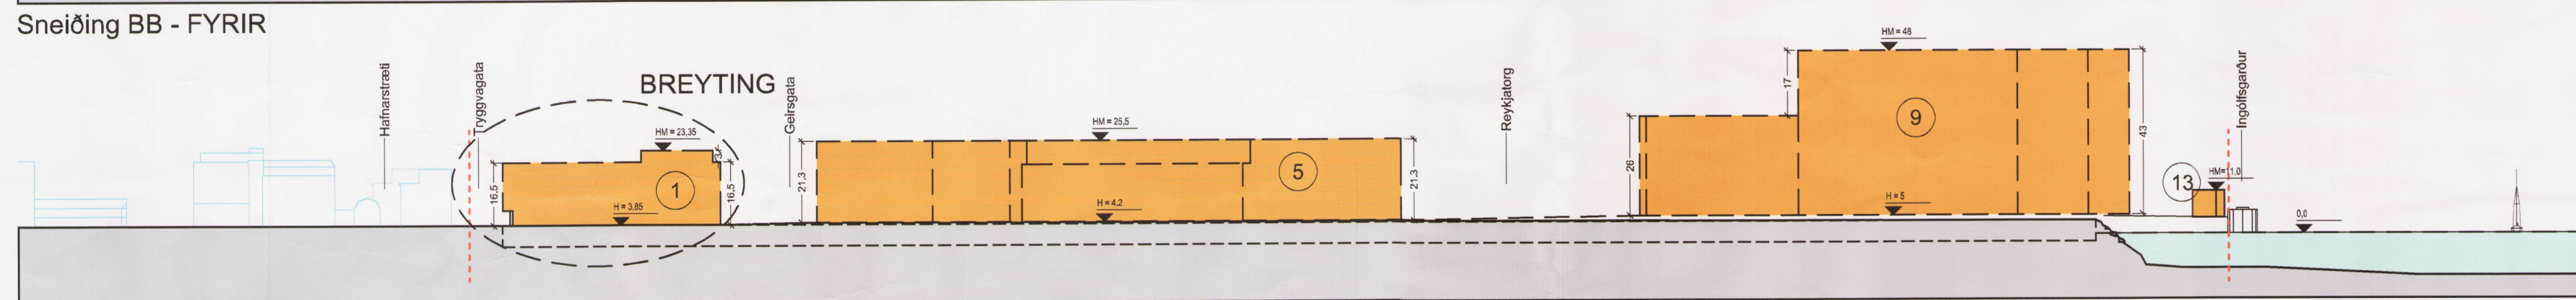 Sneiðing BB - FYRIR
Hafnarstræti
Tryggvagata
BREYTING
Geirsgata
Reykjatorg
Ingólfsgarður
HM = 23,35
16,5
1
16,5
H = 3,85
HM = 25,5
21,3
5
21,3
H = 4.2
HM = 48
17
26
9
43
H = 5
13
HM=11,0
0,0